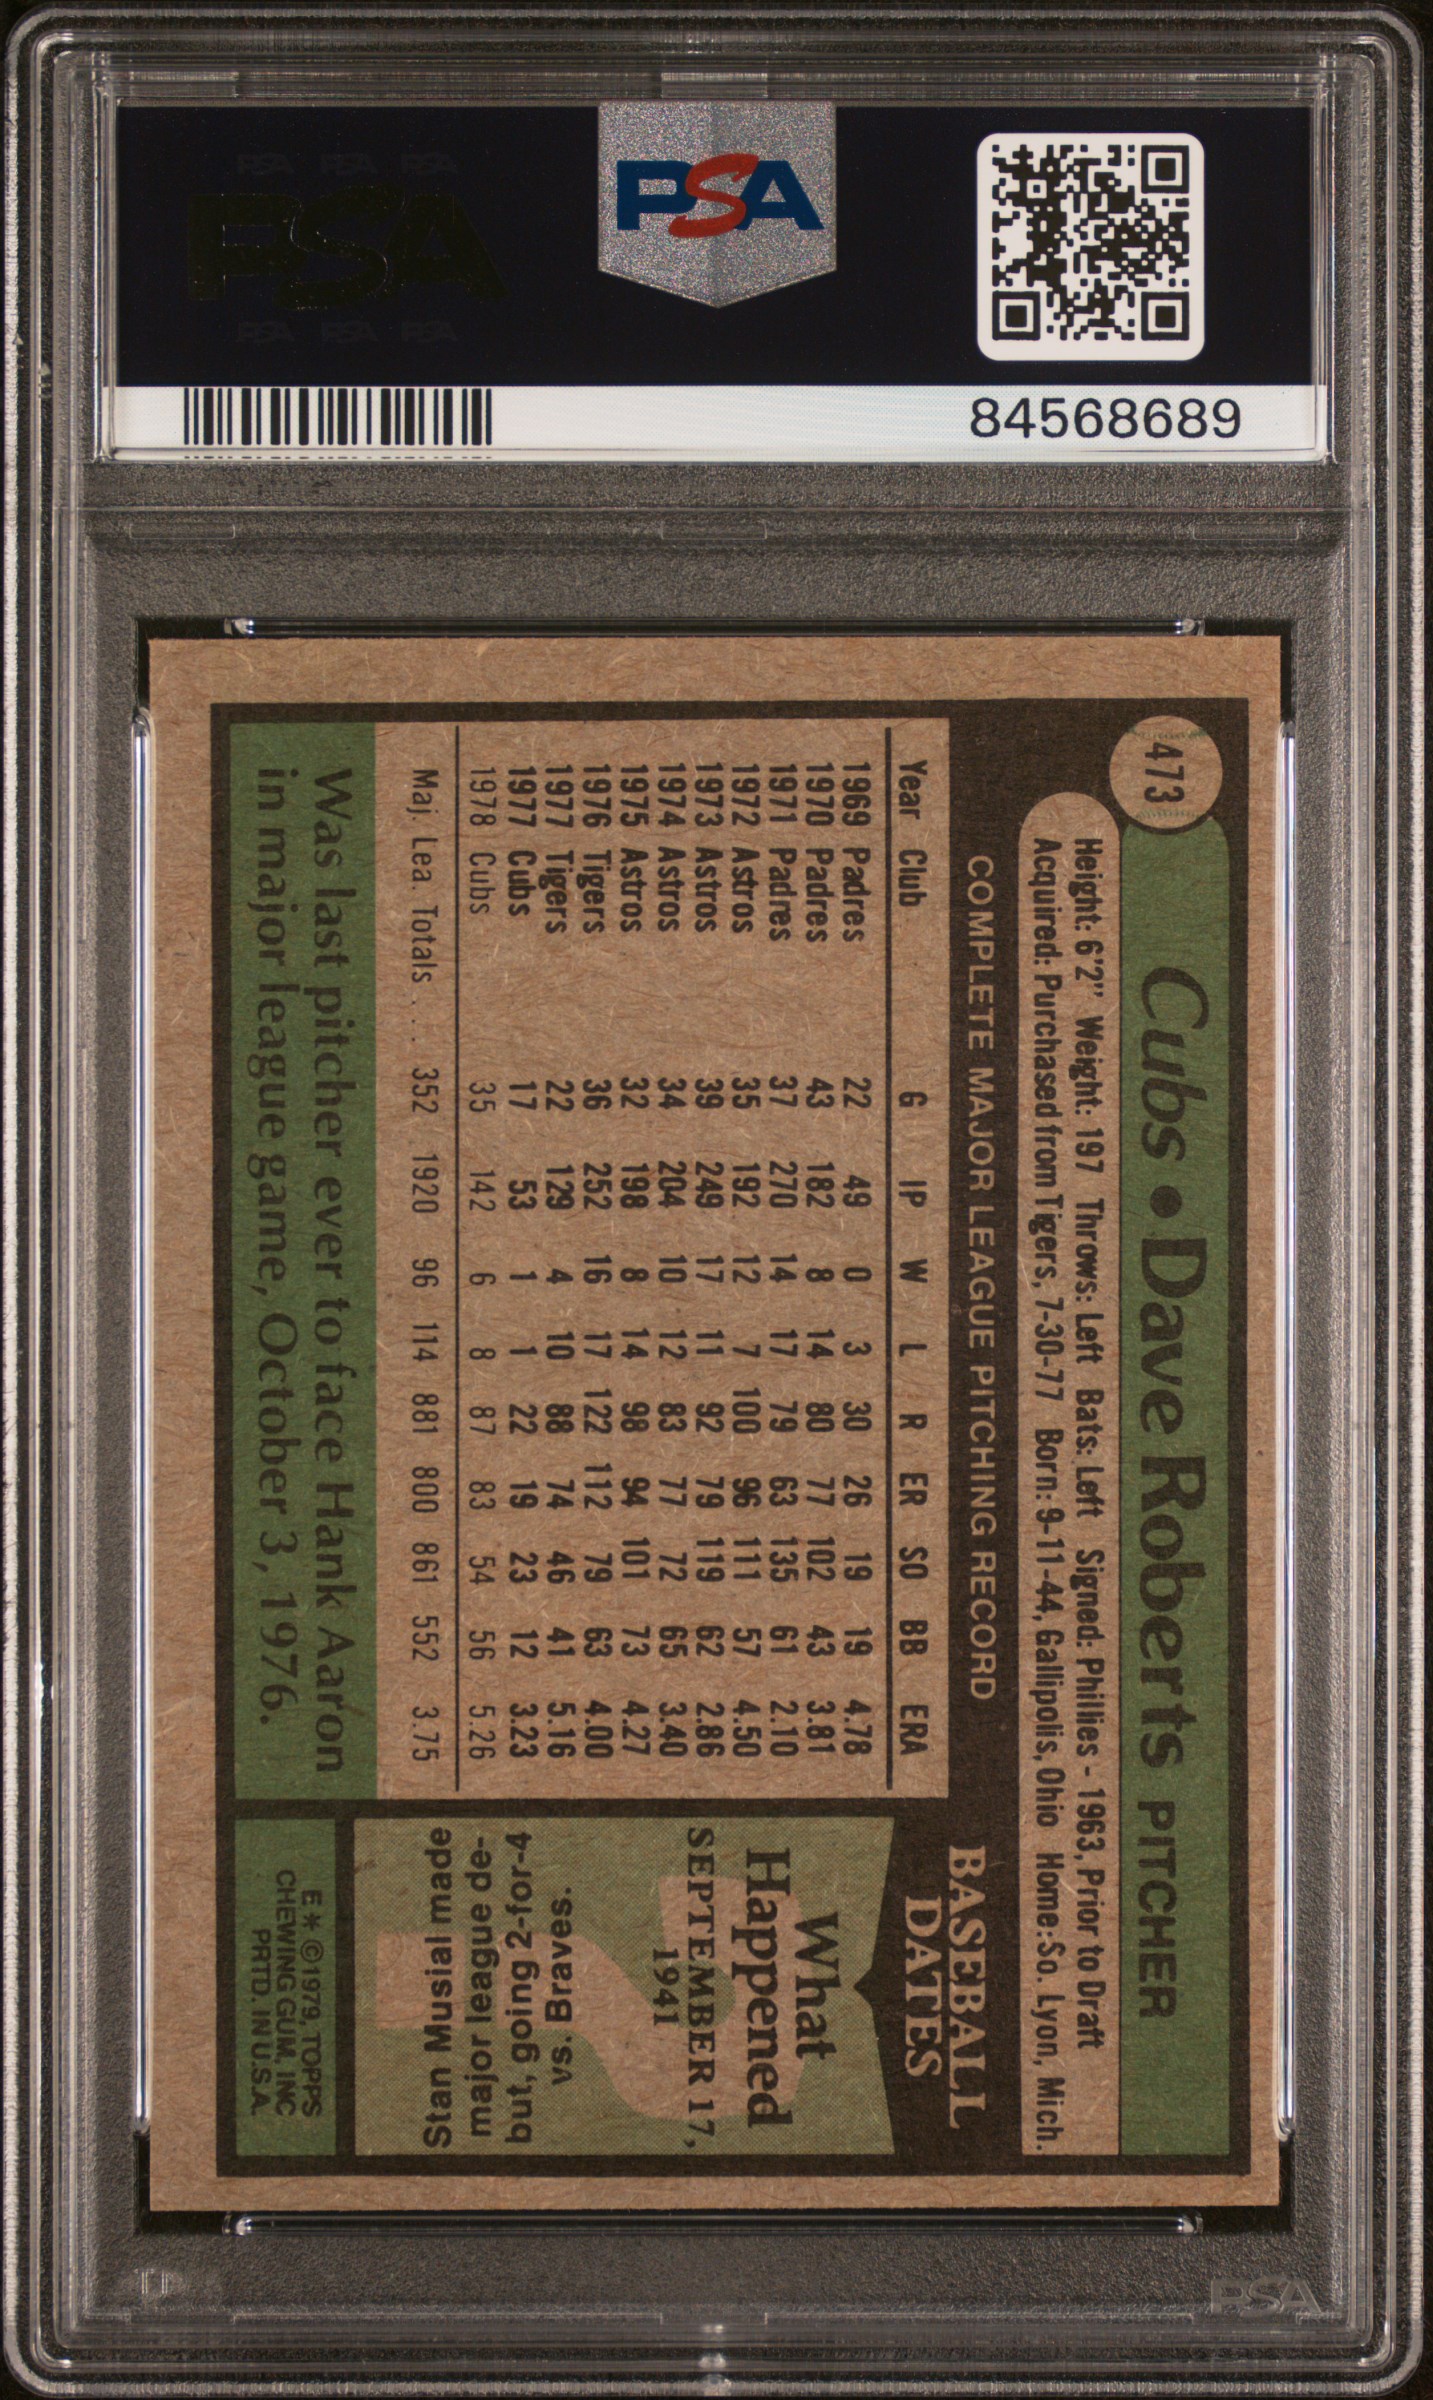 PSA PSA PSA
PSA
PSA PSA PSA
PSA
84568689
473
Cubs • Dave Roberts PITCHER
Height: 6'2" Weight: 197 Throws: Left Bats: Left Signed: Phillies - 1963, Prior to Draft
Acquired: Purchased from Tigers, 7-30-77 Born: 9-11-44, Gallipolis, Ohio Home: So. Lyon, Mich.
COMPLETE MAJOR LEAGUE PITCHING RECORD
Year Club G IP W L R ER SO BB ERA
1969 Padres 22 49 0 3 30 26 19 19 4.78
1970 Padres 43 182 8 14 80 77 102 43 3.81
1971 Padres 37 270 14 17 79 63 135 61 2.10
1972 Astros 35 192 12 7 100 96 111 57 4.50
1973 Astros 39 249 17 11 92 79 119 62 2.86
1974 Astros 34 204 10 12 83 77 72 65 3.40
1975 Astros 32 198 8 14 98 94 101 73 4.27
1976 Tigers 36 252 16 17 122 112 79 63 4.00
1977 Tigers 22 129 4 10 88 74 46 41 5.16
1977 Cubs 17 53 1 1 22 19 23 12 3.23
1978 Cubs 35 142 6 8 87 83 54 56 5.26
Maj. Lea. Totals . . . 352 1920 96 114 881 800 861 552 3.75
Was last pitcher ever to face Hank Aaron
in major league game, October 3, 1976.
BASEBALL
DATES
What
Happened
SEPTEMBER 17,
1941
Stan Musial made
major league de-
but, going 2-for-4
vs. Braves.
E * ©1979, TOPPS
CHEWING GUM, INC
PRTD. IN U.S.A.
PSA